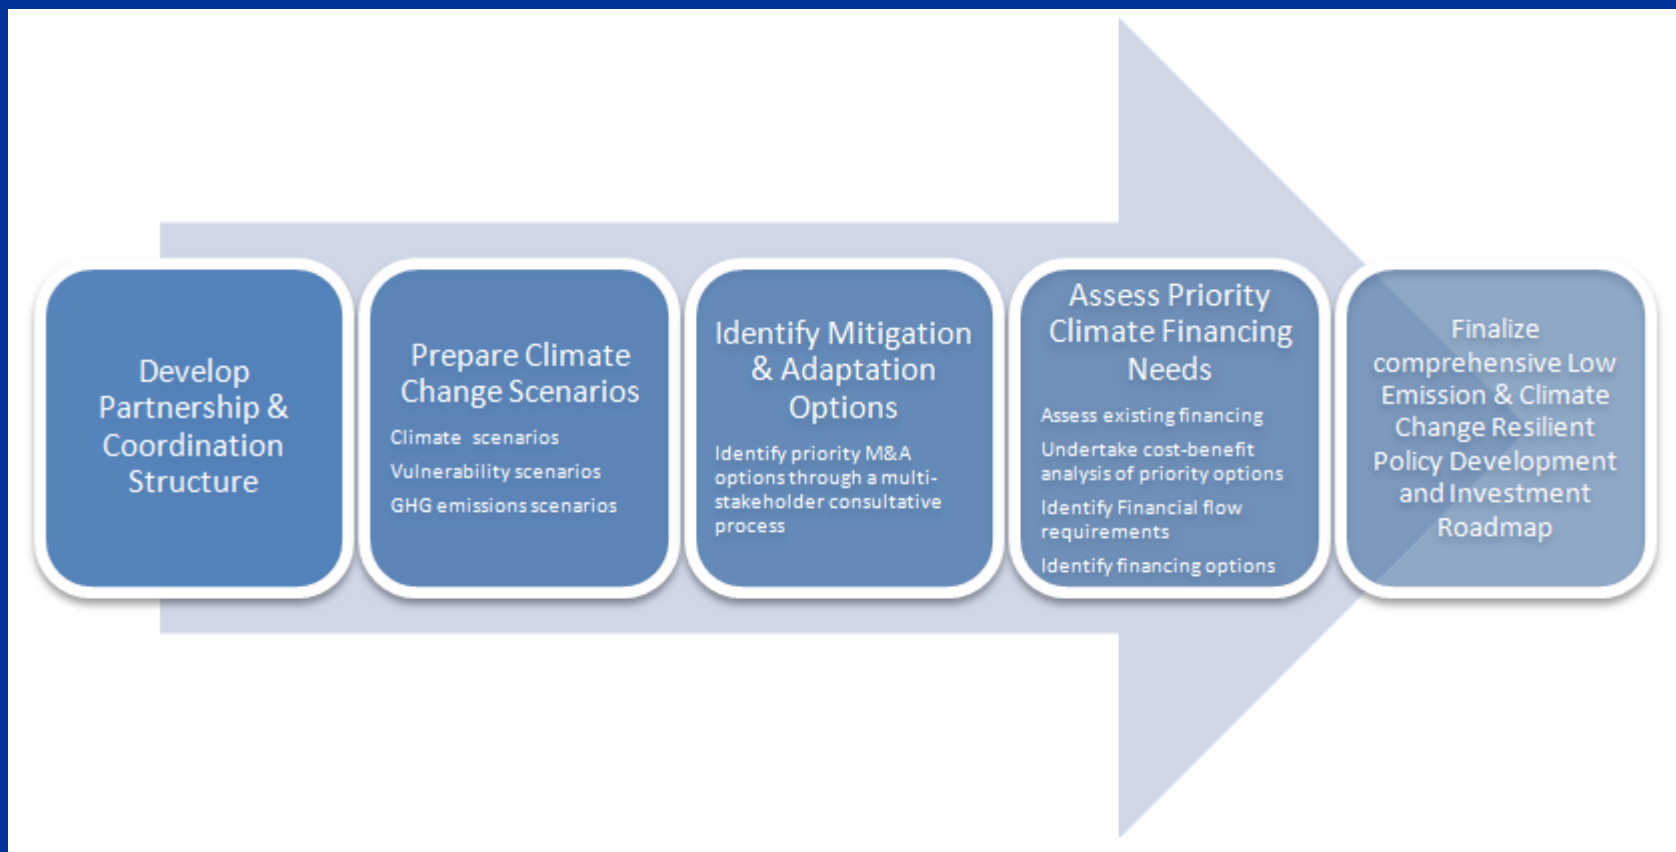 Develop
Partnership &
Coordination
Structure
Prepare Climate
Change Scenarios
Climate scenarios
Vulnerability scenarios
GHG emissions scenarios
Identify Mitigation
& Adaptation
Options
Identify priority M&A
options through a multi-
stakeholder consultative
process
Assess Priority
Climate Financing
Needs
Assess existing financing
Undertake cost-benefit
analysis of priority options
Identify Financial flow
requirements
Identify financing options
Finalize
comprehensive Low
Emission & Climate
Change Resilient
Policy Development
and Investment
Roadmap